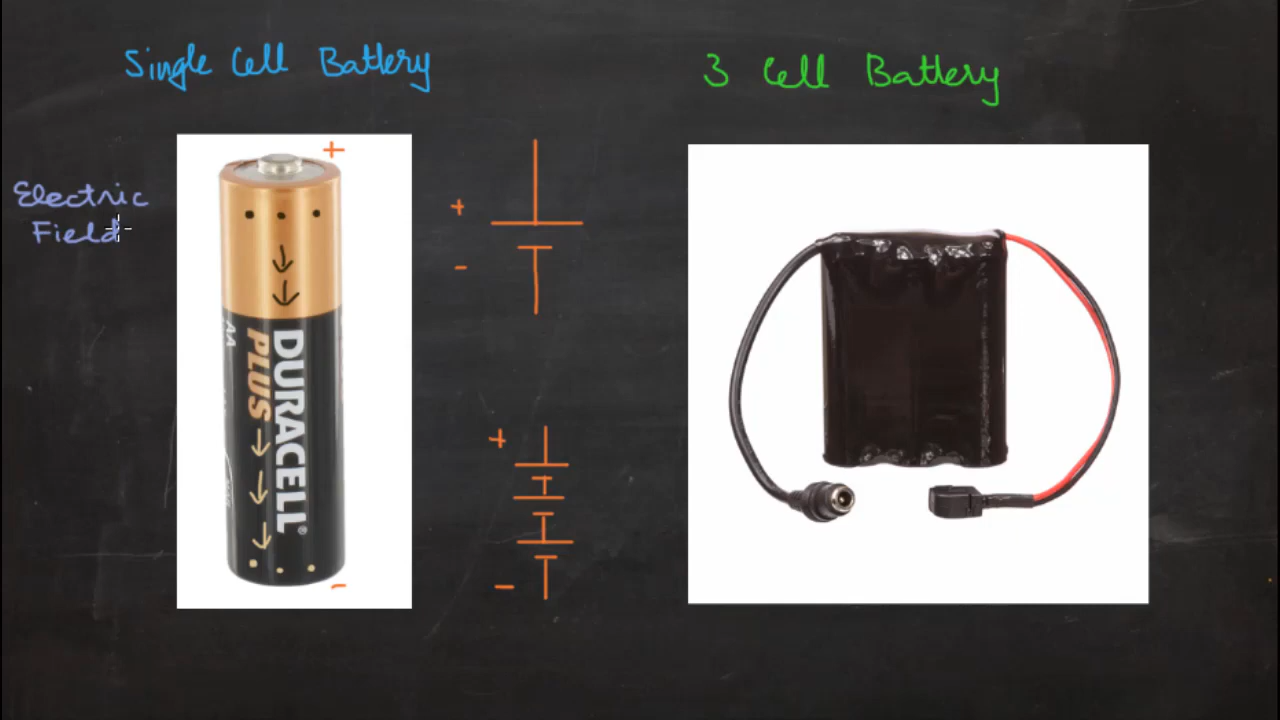 Single Cell Battery
3 Cell Battery
Electric
Field
+
+
-
+
-
-
AA
DURACELL®
PLUS